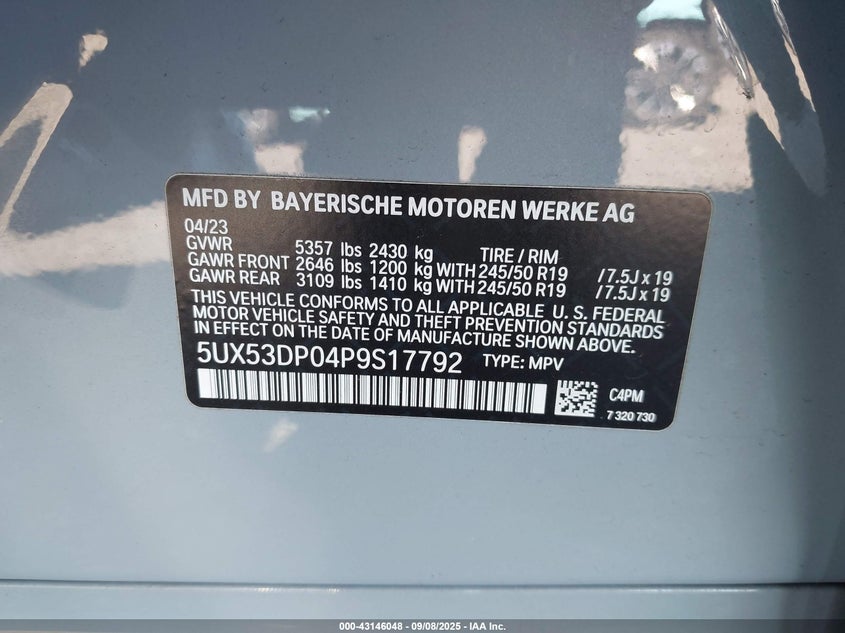 MFD BY BAYERISCHE MOTOREN WERKE AG
04/23
GVWR 5357 lbs 2430 kg TIRE / RIM
GAWR FRONT 2646 lbs 1200 kg WITH 245/50 R19 / 7.5J x 19
GAWR REAR 3109 lbs 1410 kg WITH 245/50 R19 / 7.5J x 19
THIS VEHICLE CONFORMS TO ALL APPLICABLE U. S. FEDERAL
MOTOR VEHICLE SAFETY AND THEFT PREVENTION STANDARDS
IN EFFECT ON THE DATE OF MANUFACTURE SHOWN ABOVE.
5UX53DP04P9S17792 TYPE: MPV
C4PM
7 320 730
000-43146048 - 09/08/2025 - IAA Inc.